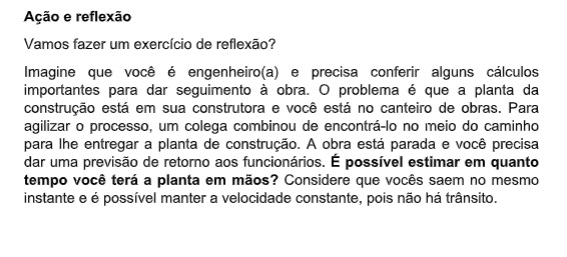 Ação e reflexão
Vamos fazer um exercício de reflexão?
Imagine que você é engenheiro(a) e precisa conferir alguns cálculos
importantes para dar seguimento à obra. O problema é que a planta da
construção está em sua construtora e você está no canteiro de obras. Para
agilizar o processo, um colega combinou de encontrá-lo no meio do caminho
para lhe entregar a planta de construção. A obra está parada e você precisa
dar uma previsão de retorno aos funcionários. É possível estimar em quanto
tempo você terá a planta em mãos? Considere que vocês saem no mesmo
instante e é possível manter a velocidade constante, pois não há trânsito.